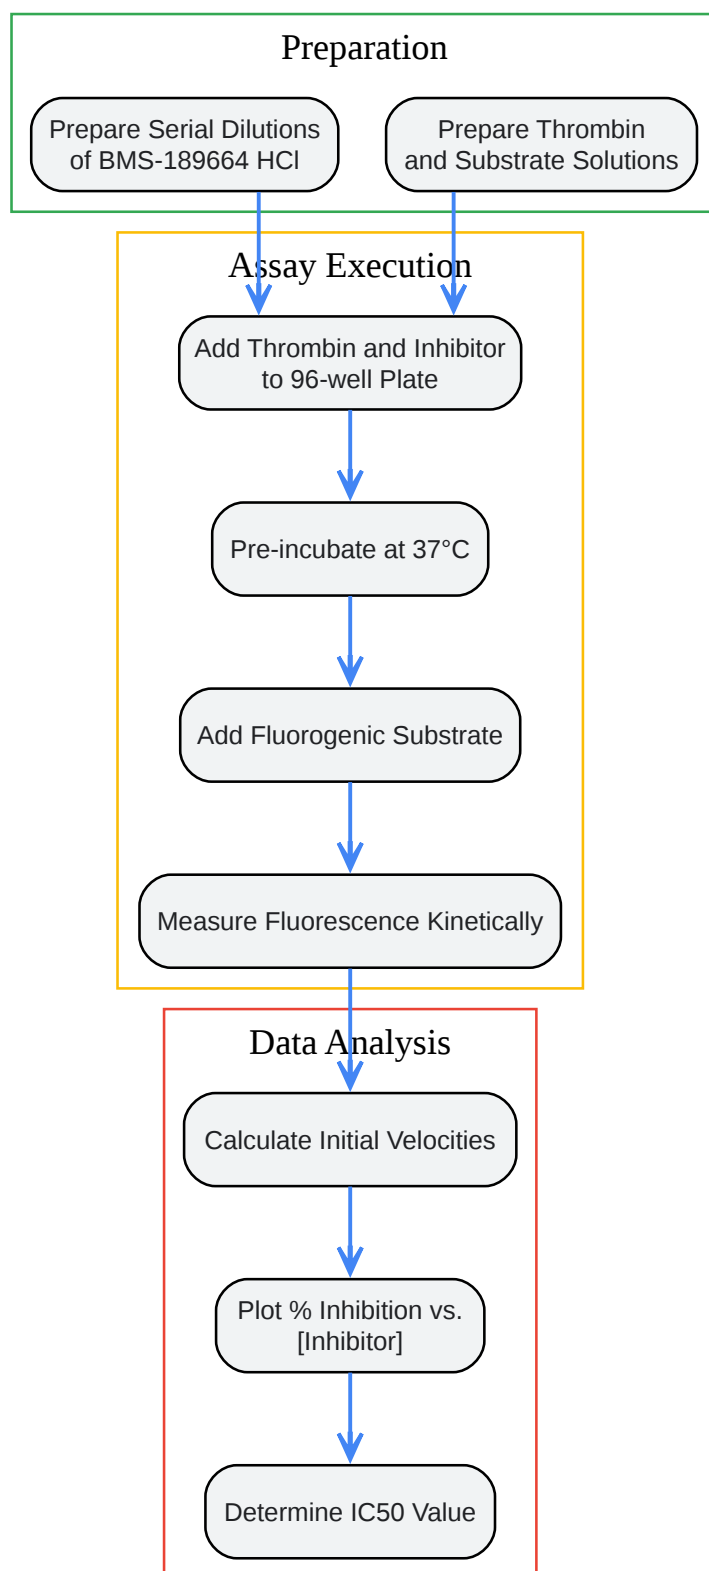 Preparation
Prepare Serial Dilutions
of BMS-189664 HCl
Prepare Thrombin
and Substrate Solutions
Assay Execution
Add Thrombin and Inhibitor
to 96-well Plate
Pre-incubate at 37°C
Add Fluorogenic Substrate
Measure Fluorescence Kinetically
Data Analysis
Calculate Initial Velocities
Plot % Inhibition vs.
[Inhibitor]
Determine IC50 Value